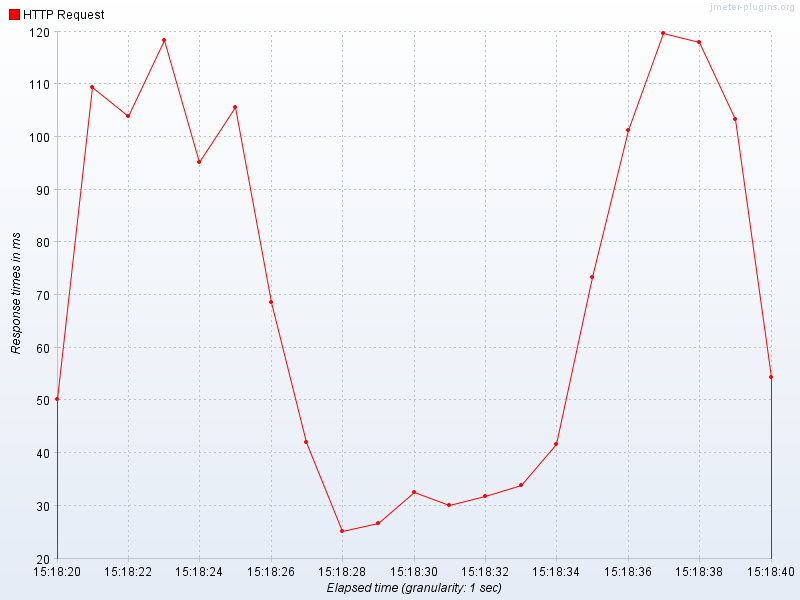 jmeter-plugins.org
HTTP Request
120
110
100
90
80
70
60
50
40
30
20
Response times in ms
15:18:20 15:18:22 15:18:24 15:18:26 15:18:28 15:18:30 15:18:32 15:18:34 15:18:36 15:18:38 15:18:40
Elapsed time (granularity: 1 sec)